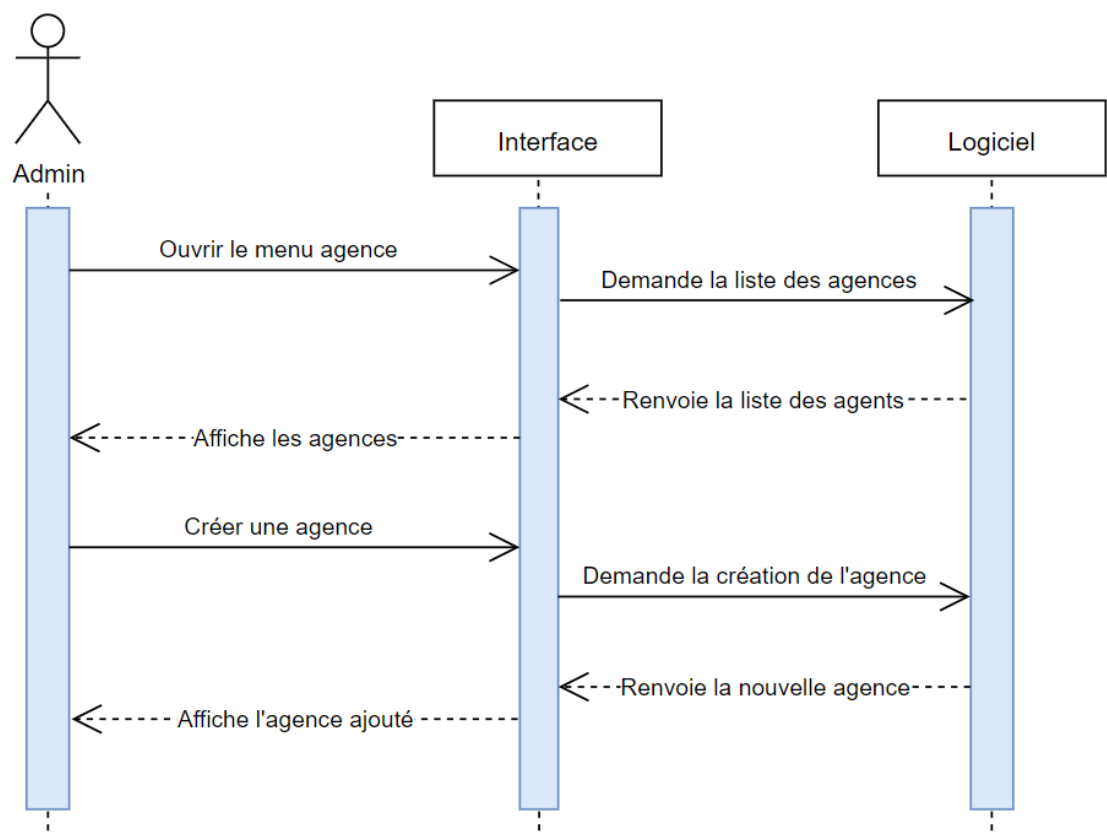 Admin
Interface
Logiciel
Ouvrir le menu agence
Demande la liste des agences
Renvoie la liste des agents
Affiche les agences
Créer une agence
Demande la création de l'agence
Renvoie la nouvelle agence
Affiche l'agence ajouté